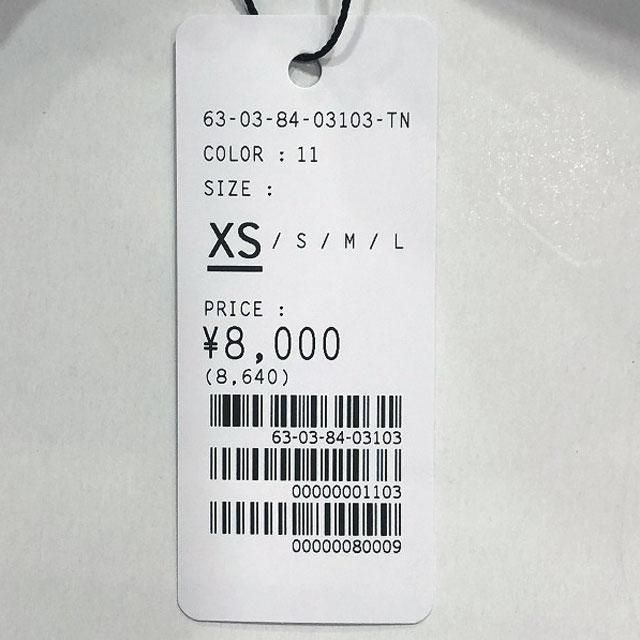 63-03-84-03103-TN
COLOR : 11
SIZE :
XS / S / M / L
PRICE :
¥8,000
(8,640)
63-03-84-03103
00000001103
00000080009